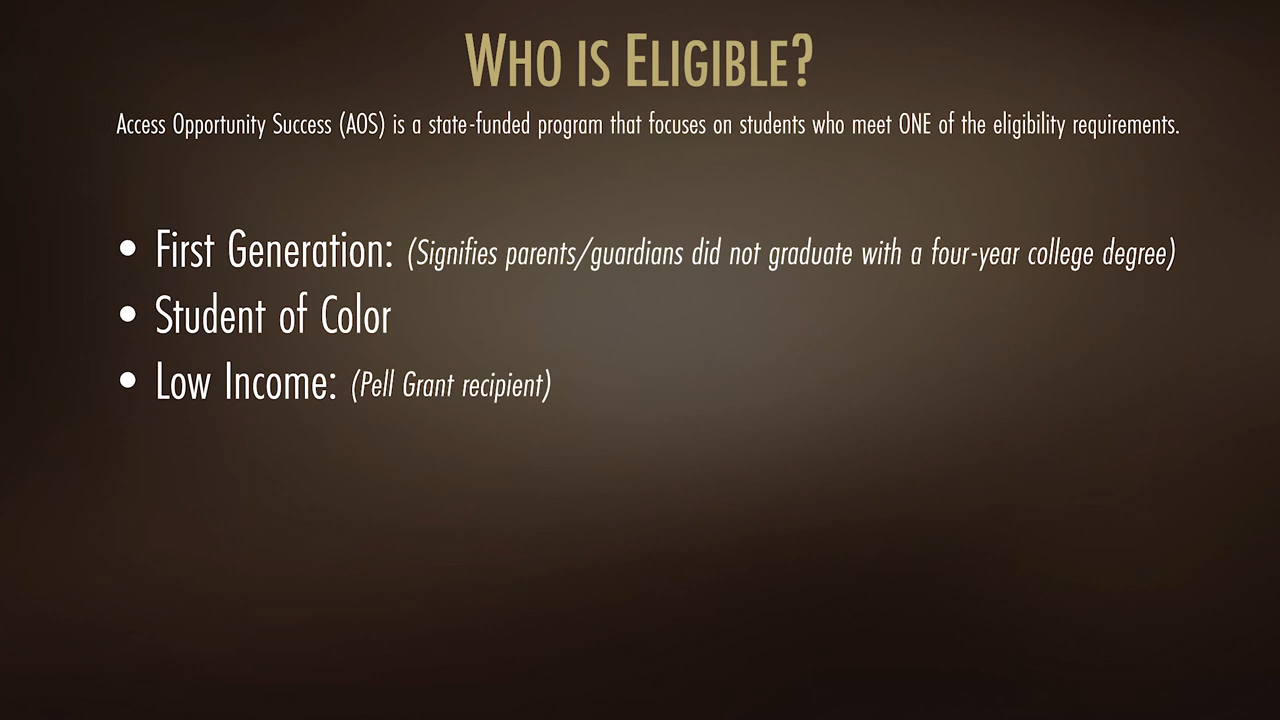 WHO IS ELIGIBLE?
Access Opportunity Success (AOS) is a state-funded program that focuses on students who meet ONE of the eligibility requirements.
• First Generation: (Signifies parents/guardians did not graduate with a four-year college degree)
• Student of Color
• Low Income: (Pell Grant recipient)